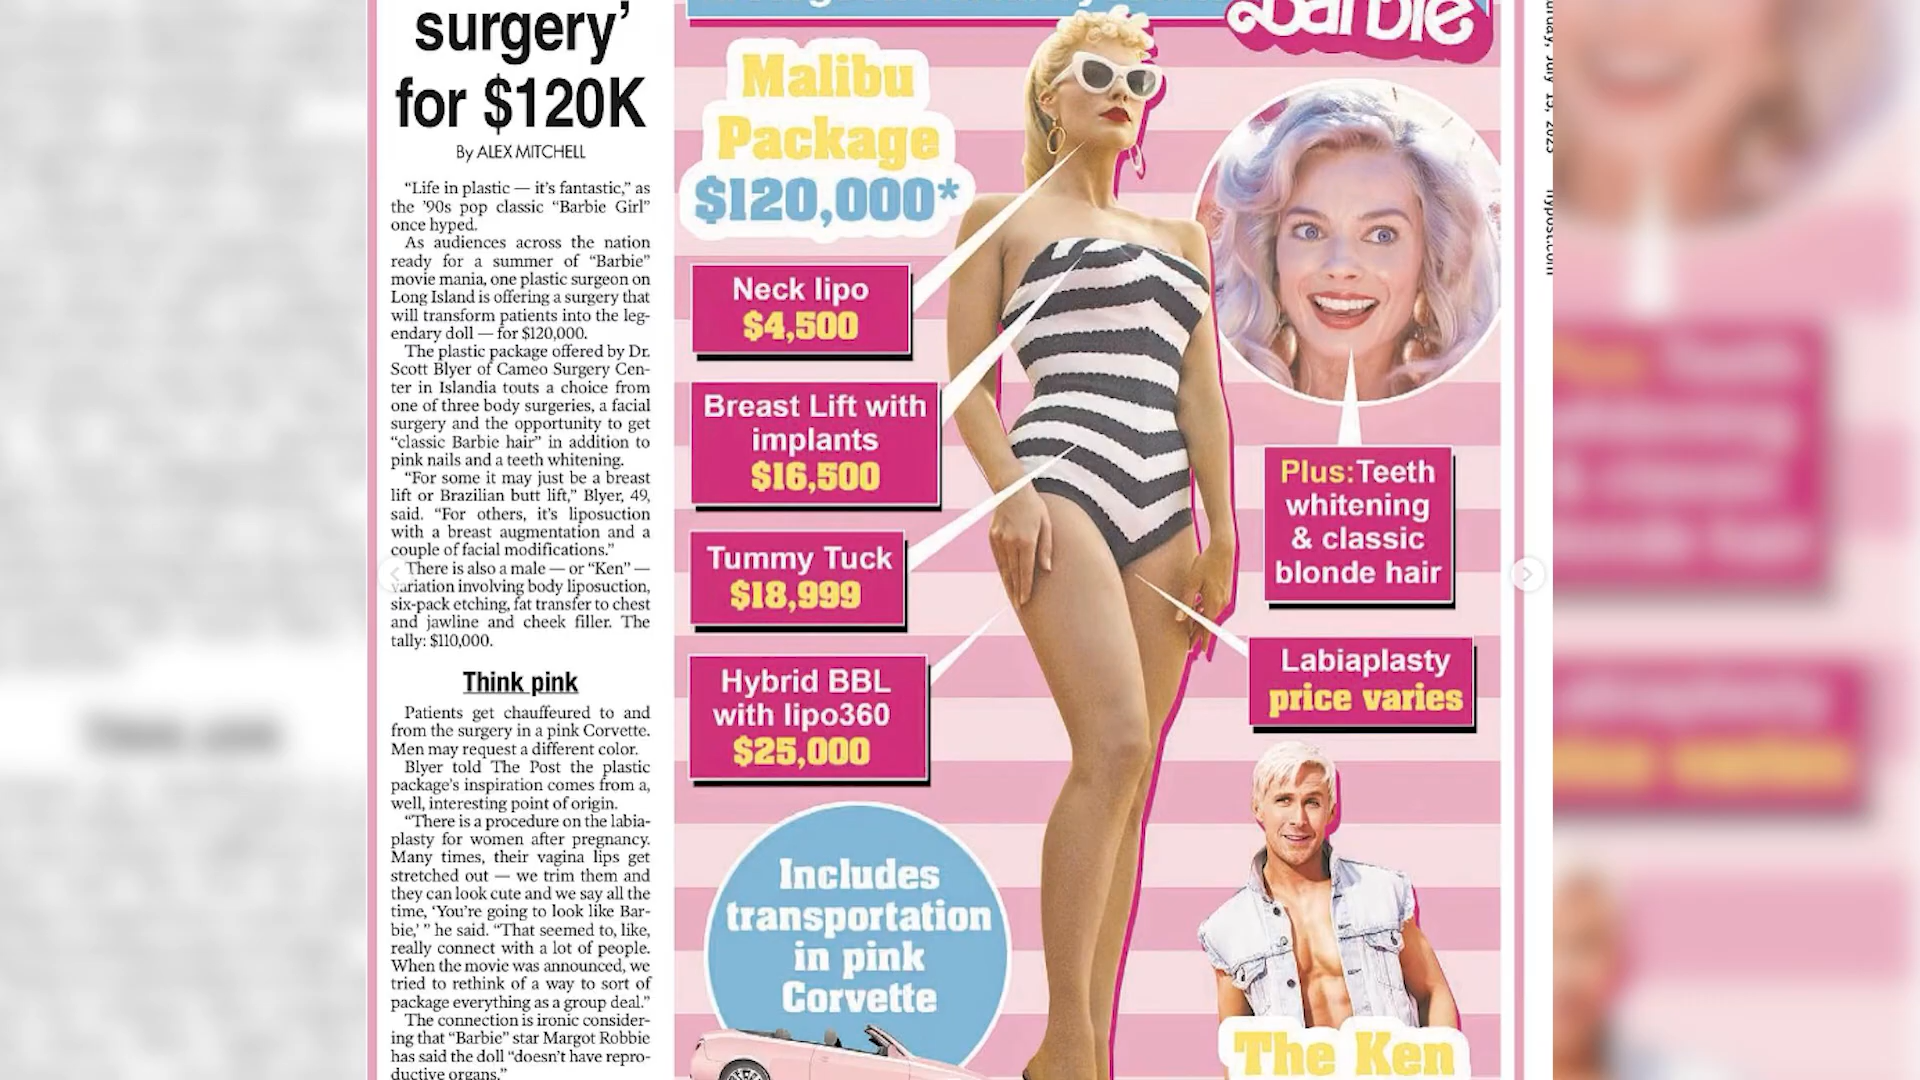 surgery’
for $120K
By ALEX MITCHELL
“Life in plastic — it’s fantastic,” as
the ’90s pop classic “Barbie Girl”
once hyped.
As audiences across the nation
ready for a summer of “Barbie”
movie mania, one plastic surgeon on
Long Island is offering a surgery that
will transform patients into the leg-
endary doll — for $120,000.
The plastic package offered by Dr.
Scott Blyer of Cameo Surgery Cen-
ter in Islandia touts a choice from
one of three body surgeries, a facial
surgery and the opportunity to get
“classic Barbie hair” in addition to
pink nails and a teeth whitening.
“For some it may just be a breast
lift or Brazilian butt lift,” Blyer, 49,
said. “For others, it’s liposuction
with a breast augmentation and a
couple of facial modifications.”
There is also a male — or “Ken” —
variation involving body liposuction,
six-pack etching, fat transfer to chest
and jawline and cheek filler. The
tally: $110,000.
Think pink
Patients get chauffeured to and
from the surgery in a pink Corvette.
Men may request a different color.
Blyer told The Post the plastic
package’s inspiration comes from a,
well, interesting point of origin.
“There is a procedure on the labia-
plasty for women after pregnancy.
Many times, their vagina lips get
stretched out — we trim them and
they can look cute and we say all the
time, ‘You’re going to look like Bar-
bie,’ ” he said. “That seemed to, like,
really connect with a lot of people.
When the movie was announced, we
tried to rethink of a way to sort of
package everything as a group deal.”
The connection is ironic consider-
ing that “Barbie” star Margot Robbie
has said the doll “doesn’t have repro-
ductive organs.”
Barbie
Malibu
Package
$120,000*
Neck lipo
$4,500
Breast Lift with
implants
$16,500
Tummy Tuck
$18,999
Hybrid BBL
with lipo360
$25,000
Includes
transportation
in pink
Corvette
Plus: Teeth
whitening
& classic
blonde hair
Labiaplasty
price varies
The Ken
nypost.com